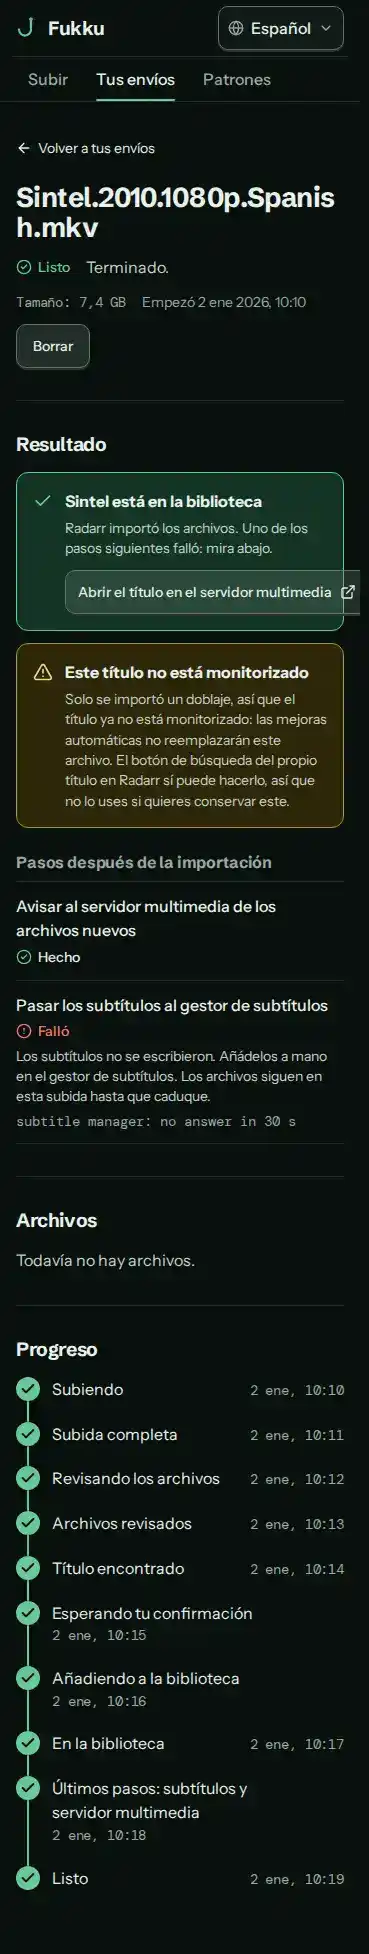 Fukku
Español
Subir
Tus envíos
Patrones
Volver a tus envíos
Sintel.2010.1080p.Spanis
h.mkv
Listo
Terminado.
Tamaño: 7,4 GB
Empezó 2 ene 2026, 10:10
Borrar
Resultado
Sintel está en la biblioteca
Radarr importó los archivos. Uno de los
pasos siguientes falló: mira abajo.
Abrir el título en el servidor multimedia
Este título no está monitorizado
Solo se importó un doblaje, así que el
título ya no está monitorizado: las mejoras
automáticas no reemplazarán este
archivo. El botón de búsqueda del propio
título en Radarr sí puede hacerlo, así que
no lo uses si quieres conservar este.
Pasos después de la importación
Avisar al servidor multimedia de los
archivos nuevos
Hecho
Pasar los subtítulos al gestor de subtítulos
Falló
Los subtítulos no se escribieron. Añádelos a mano
en el gestor de subtítulos. Los archivos siguen en
esta subida hasta que caduque.
subtitle manager: no answer in 30 s
Archivos
Todavía no hay archivos.
Progreso
Subiendo 2 ene, 10:10
Subida completa 2 ene, 10:11
Revisando los archivos 2 ene, 10:12
Archivos revisados 2 ene, 10:13
Título encontrado 2 ene, 10:14
Esperando tu confirmación
2 ene, 10:15
Añadiendo a la biblioteca
2 ene, 10:16
En la biblioteca 2 ene, 10:17
Últimos pasos: subtítulos y
servidor multimedia
2 ene, 10:18
Listo 2 ene, 10:19